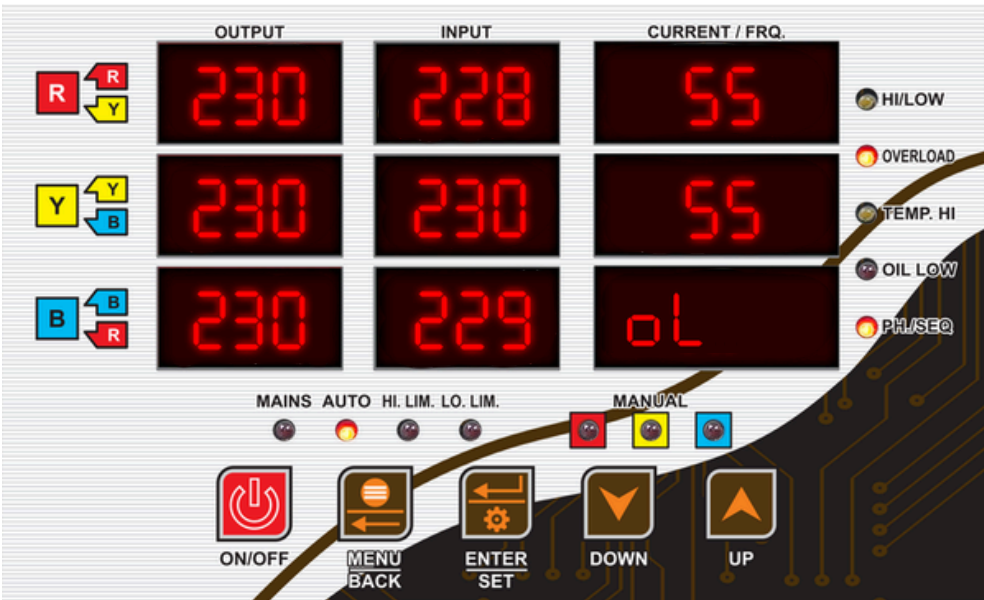 OUTPUT INPUT CURRENT / FRQ.
R R Y 230 228 55 HI/LOW
OVERLOAD
Y Y B 230 230 55 TEMP. HI
OIL LOW
B B R 230 229 oL PH./SEQ
MAINS AUTO HI. LIM. LO. LIM. MANUAL
ON/OFF MENU BACK ENTER SET DOWN UP